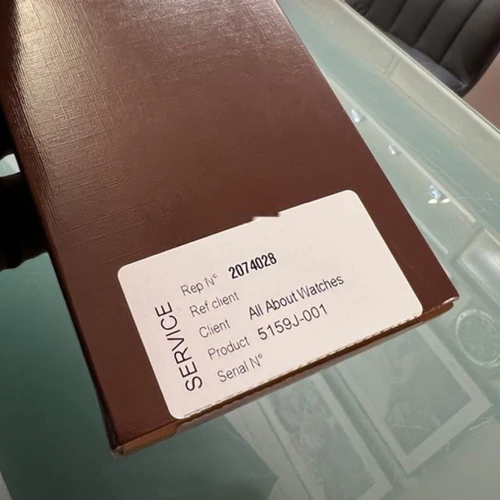 SERVICE
Rep N° 2074028
Ref client
Client All About Watches
Product 5159J-001
Serial N°